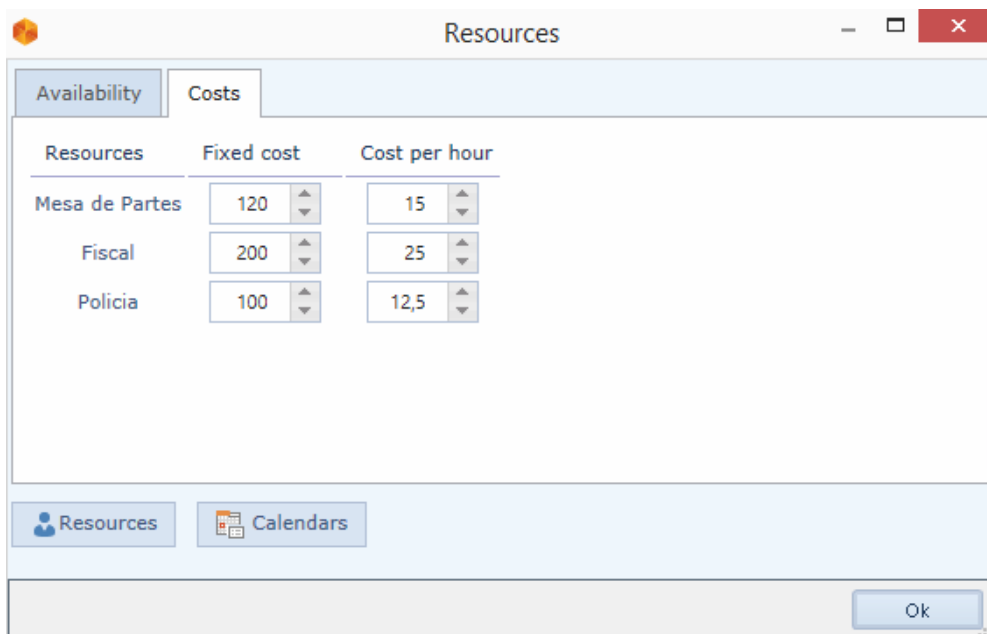 Resources
Availability Costs
Resources Fixed cost Cost per hour
Mesa de Partes 120 15
Fiscal 200 25
Policia 100 12,5
Resources Calendars
Ok